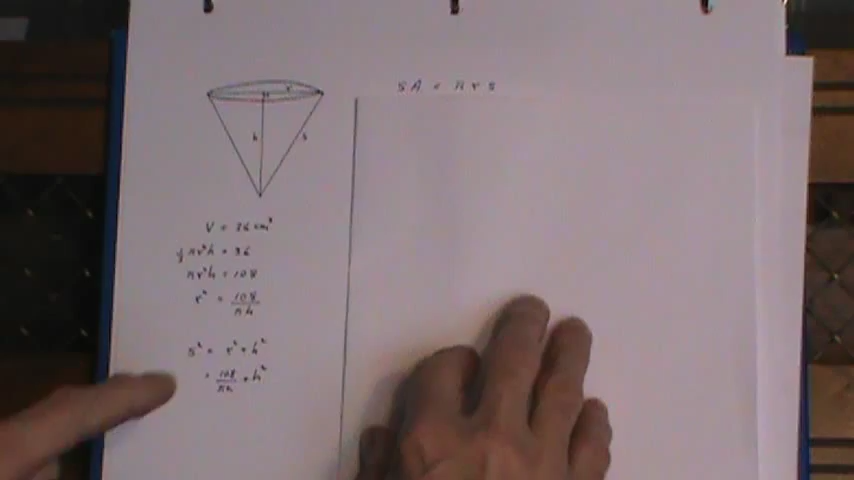 r
h
s
V = 36 cm³
⅓πr²h = 36
πr²h = 108
r² = 108/πh
s² = r² + h²
= 108/πh + h²
SA = πrs